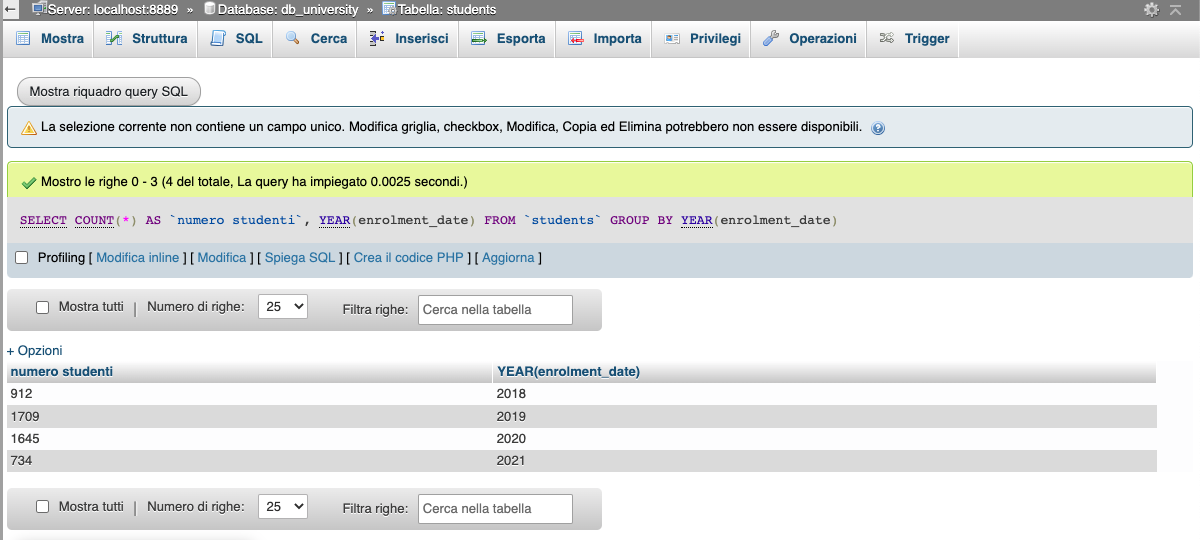 Server: localhost:8889 » Database: db_university » Tabella: students
Mostra Struttura SQL Cerca Inserisci Esporta Importa Privilegi Operazioni Trigger
Mostra riquadro query SQL
La selezione corrente non contiene un campo unico. Modifica griglia, checkbox, Modifica, Copia ed Elimina potrebbero non essere disponibili.
Mostro le righe 0 - 3 (4 del totale, La query ha impiegato 0.0025 secondi.)
SELECT COUNT(*) AS `numero studenti`, YEAR(enrolment_date) FROM `students` GROUP BY YEAR(enrolment_date)
Profiling [ Modifica inline ] [ Modifica ] [ Spiega SQL ] [ Crea il codice PHP ] [ Aggiorna ]
Mostra tutti | Numero di righe: 25 Filtra righe: Cerca nella tabella
+ Opzioni
numero studenti YEAR(enrolment_date)
912 2018
1709 2019
1645 2020
734 2021
Mostra tutti | Numero di righe: 25 Filtra righe: Cerca nella tabella